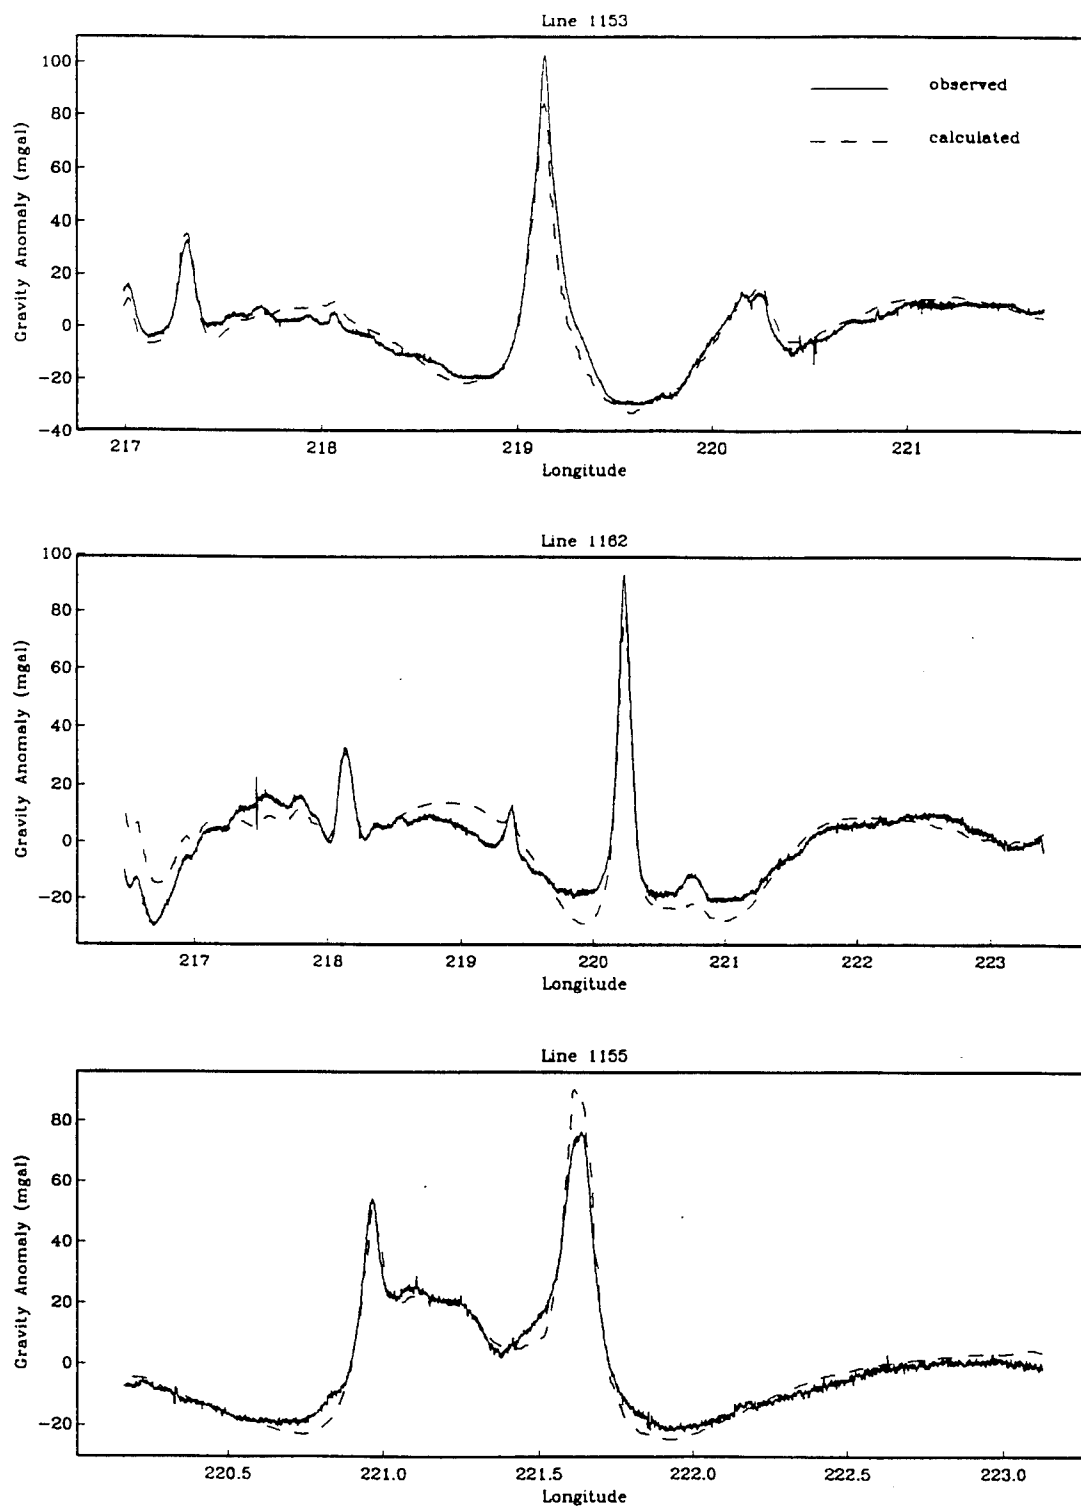 Line 1153
100
80
60
40
20
0
−20
−40
Gravity Anomaly (mgal)
observed
calculated
217 218 219 220 221
Longitude
Line 1162
100
80
60
40
20
0
−20
Gravity Anomaly (mgal)
217 218 219 220 221 222 223
Longitude
Line 1155
80
60
40
20
0
−20
Gravity Anomaly (mgal)
220.5 221.0 221.5 222.0 222.5 223.0
Longitude